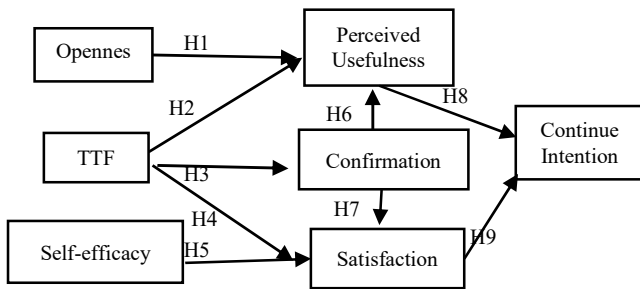 Opennes
H1
Perceived
Usefulness
H2
H6
H8
TTF
H3
Confirmation
Continue
Intention
H4
H7
Self-efficacy
H5
Satisfaction
H9